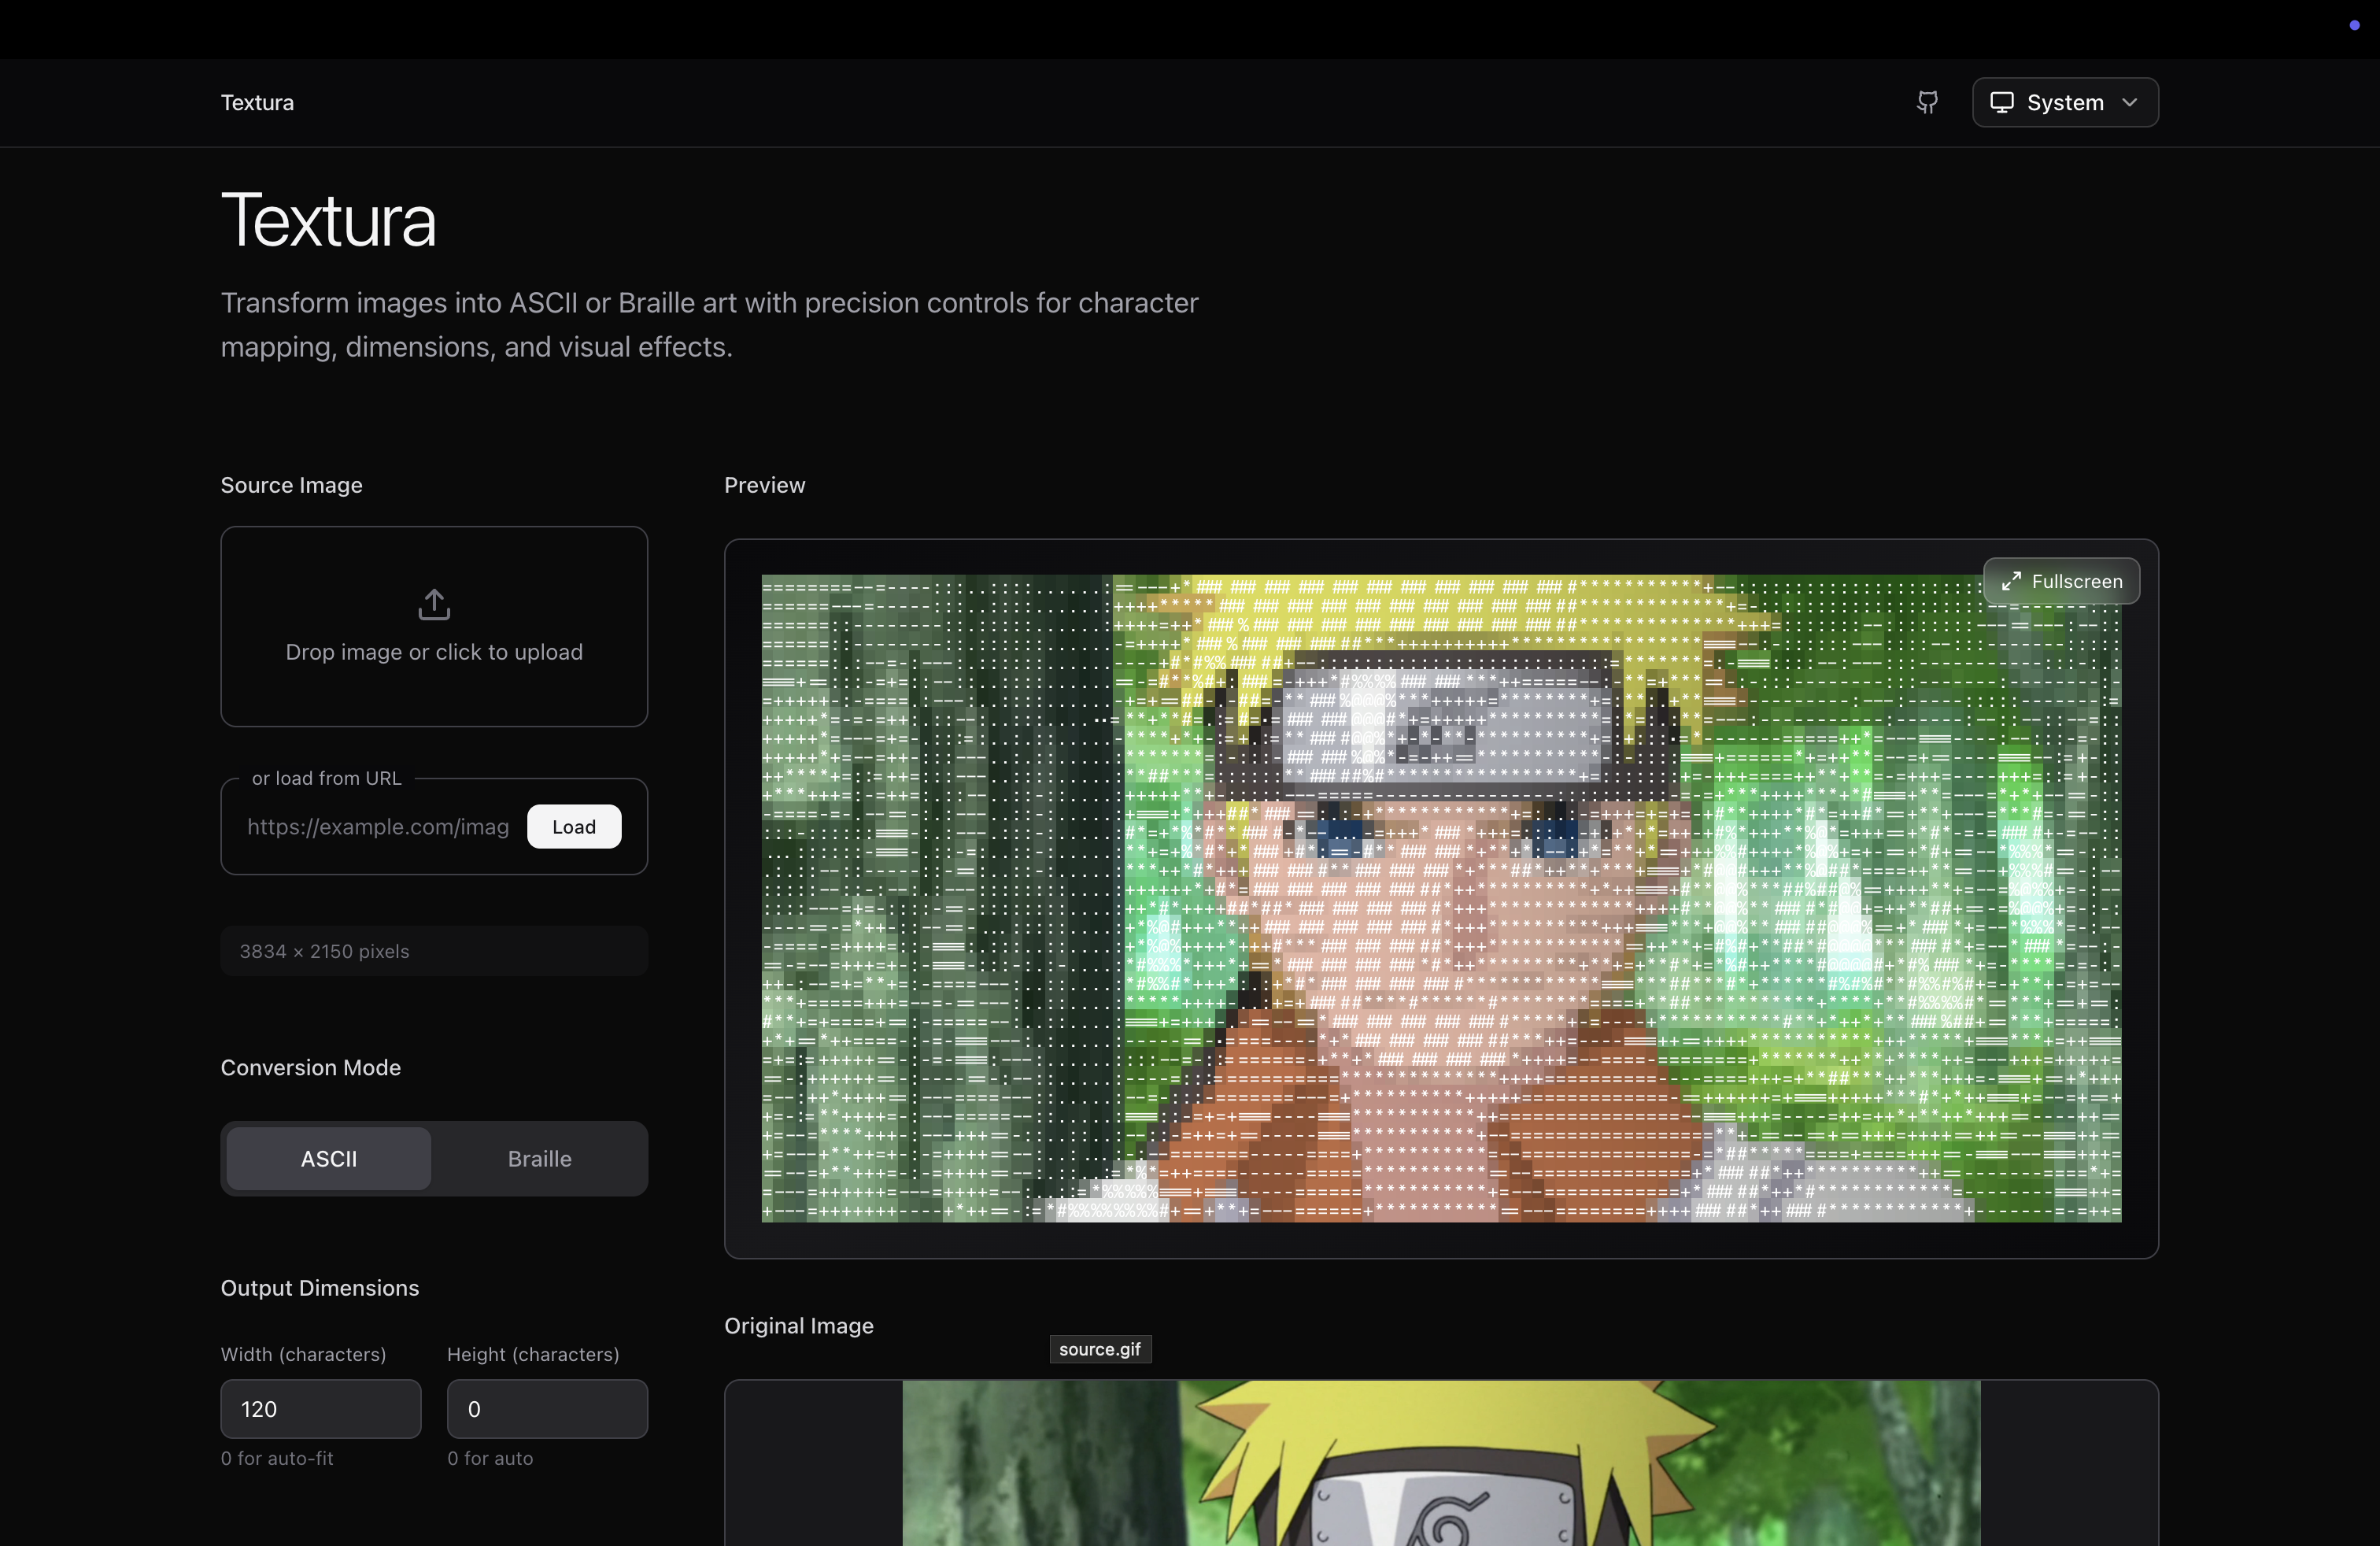 Textura
System
Textura
Transform images into ASCII or Braille art with precision controls for character
mapping, dimensions, and visual effects.
Source Image
Drop image or click to upload
or load from URL
https://example.com/imag
Load
3834 × 2150 pixels
Conversion Mode
ASCII
Braille
Output Dimensions
Width (characters)
Height (characters)
120
0
0 for auto-fit
0 for auto
Preview
Fullscreen
Original Image
source.gif